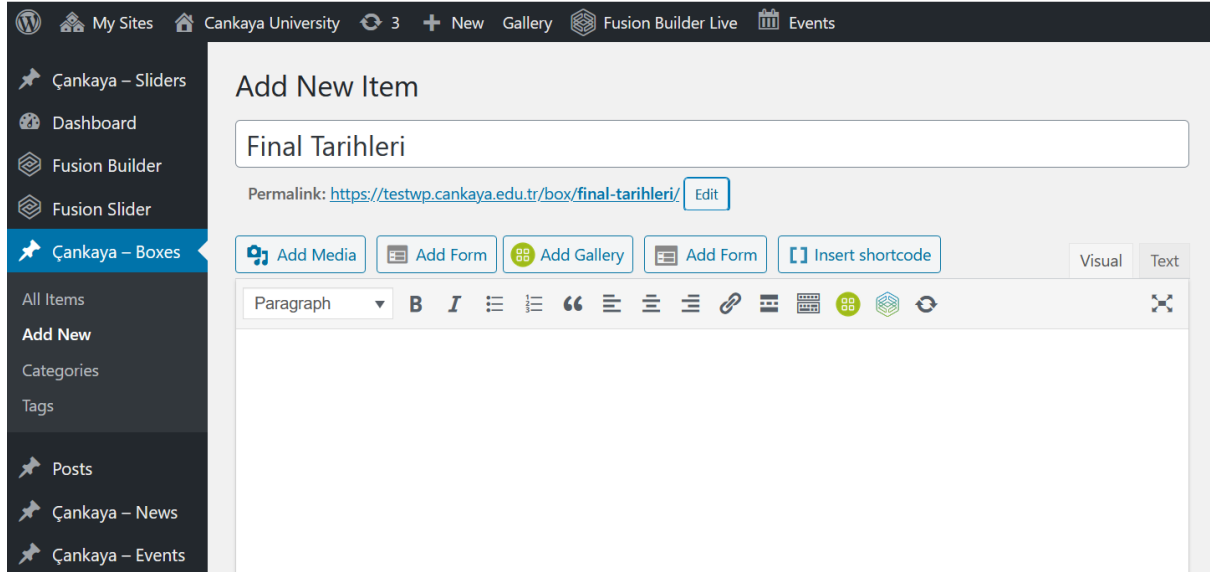 My Sites Cankaya University 3 New Gallery Fusion Builder Live Events
Çankaya – Sliders
Dashboard
Fusion Builder
Fusion Slider
Çankaya – Boxes
All Items
Add New
Categories
Tags
Posts
Çankaya – News
Çankaya – Events
Add New Item
Final Tarihleri
Permalink: https://testwp.cankaya.edu.tr/box/final-tarihleri/ Edit
Add Media Add Form Add Gallery Add Form Insert shortcode
Visual Text
Paragraph B I